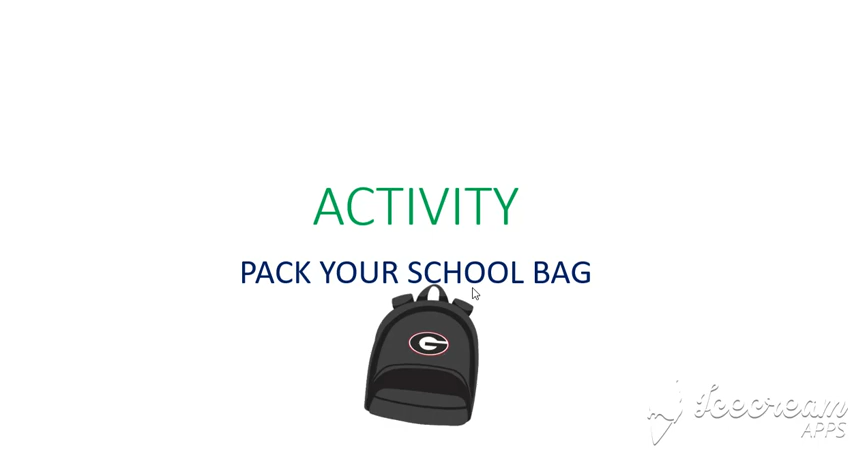 ACTIVITY
PACK YOUR SCHOOL BAG
G
Icecream
APPS